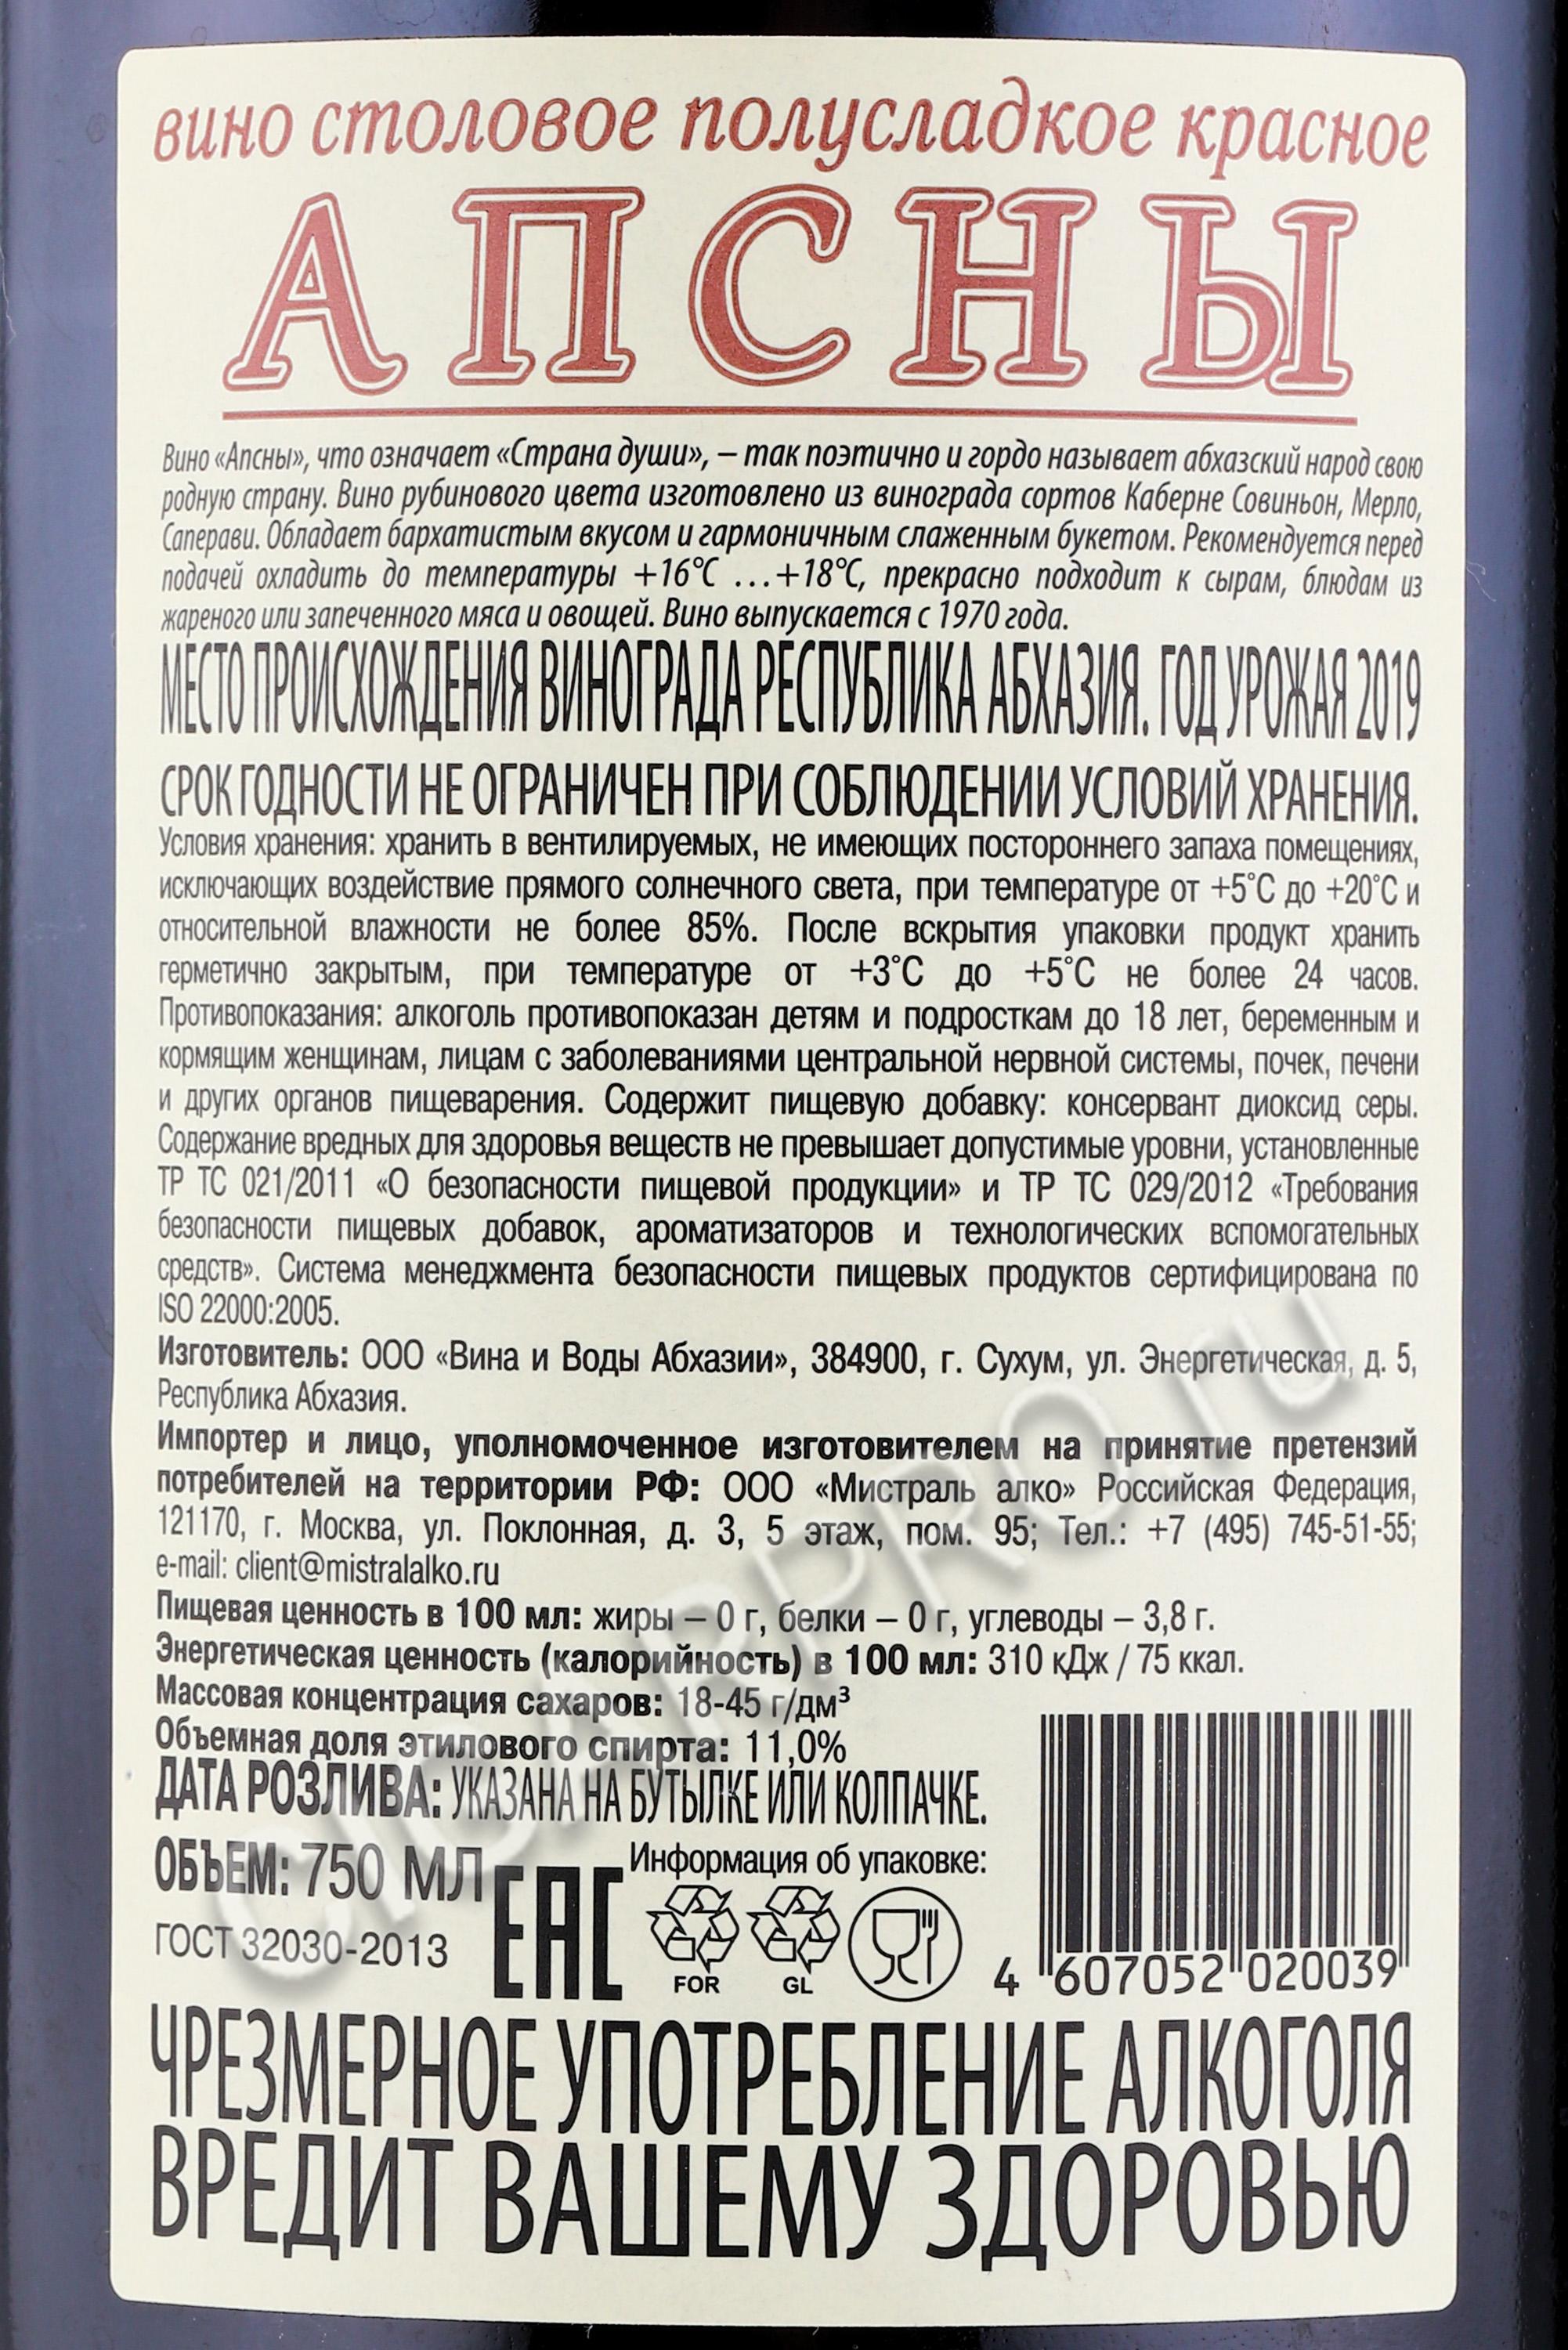 вино столовое полусладкое красное
АПСНЫ
Вино «Апсны», что означает «Страна души», – так поэтично и гордо называет абхазский народ свою
родную страну. Вино рубинового цвета изготовлено из винограда сортов Каберне Совиньон, Мерло,
Саперави. Обладает бархатистым вкусом и гармоничным слаженным букетом. Рекомендуется перед
подачей охладить до температуры +16°С ...+18°С, прекрасно подходит к сырам, блюдам из
жареного или запеченного мяса и овощей. Вино выпускается с 1970 года.
МЕСТО ПРОИСХОЖДЕНИЯ ВИНОГРАДА РЕСПУБЛИКА АБХАЗИЯ. ГОД УРОЖАЯ 2019
СРОК ГОДНОСТИ НЕ ОГРАНИЧЕН ПРИ СОБЛЮДЕНИИ УСЛОВИЙ ХРАНЕНИЯ.
Условия хранения: хранить в вентилируемых, не имеющих постороннего запаха помещениях,
исключающих воздействие прямого солнечного света, при температуре от +5°С до +20°С и
относительной влажности не более 85%. После вскрытия упаковки продукт хранить
герметично закрытым, при температуре от +3°С до +5°С не более 24 часов.
Противопоказания: алкоголь противопоказан детям и подросткам до 18 лет, беременным и
кормящим женщинам, лицам с заболеваниями центральной нервной системы, почек, печени
и других органов пищеварения. Содержит пищевую добавку: консервант диоксид серы.
Содержание вредных для здоровья веществ не превышает допустимые уровни, установленные
ТР ТС 021/2011 «О безопасности пищевой продукции» и ТР ТС 029/2012 «Требования
безопасности пищевых добавок, ароматизаторов и технологических вспомогательных
средств». Система менеджмента безопасности пищевых продуктов сертифицирована по
ISO 22000:2005.
Изготовитель: ООО «Вина и Воды Абхазии», 384900, г. Сухум, ул. Энергетическая, д. 5,
Республика Абхазия.
Импортер и лицо, уполномоченное изготовителем на принятие претензий
потребителей на территории РФ: ООО «Мистраль алко» Российская Федерация,
121170, г. Москва, ул. Поклонная, д. 3, 5 этаж, пом. 95; Тел.: +7 (495) 745-51-55;
e-mail: client@mistralalko.ru
Пищевая ценность в 100 мл: жиры – 0 г, белки – 0 г, углеводы – 3,8 г.
Энергетическая ценность (калорийность) в 100 мл: 310 кДж / 75 ккал.
Массовая концентрация сахаров: 18-45 г/дм³
Объемная доля этилового спирта: 11,0%
ДАТА РОЗЛИВА: УКАЗАНА НА БУТЫЛКЕ ИЛИ КОЛПАЧКЕ.
ОБЪЕМ: 750 МЛ
ГОСТ 32030-2013
ЕАС
Информация об упаковке:
FOR GL
4 607052 020039
ЧРЕЗМЕРНОЕ УПОТРЕБЛЕНИЕ АЛКОГОЛЯ
ВРЕДИТ ВАШЕМУ ЗДОРОВЬЮ
CIGARPRO.ru